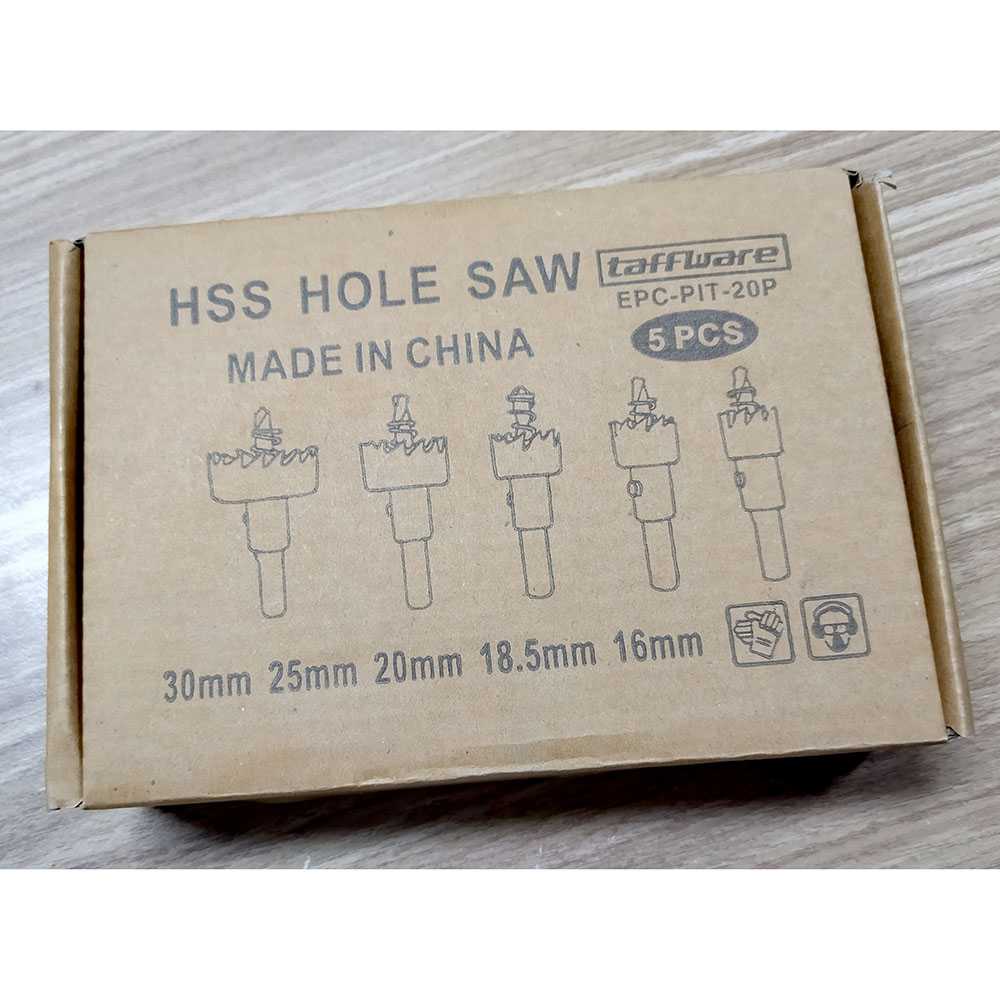 HSS HOLE SAW taffware
EPC-PIT-20P
MADE IN CHINA
5 PCS
30mm 25mm 20mm 18.5mm 16mm